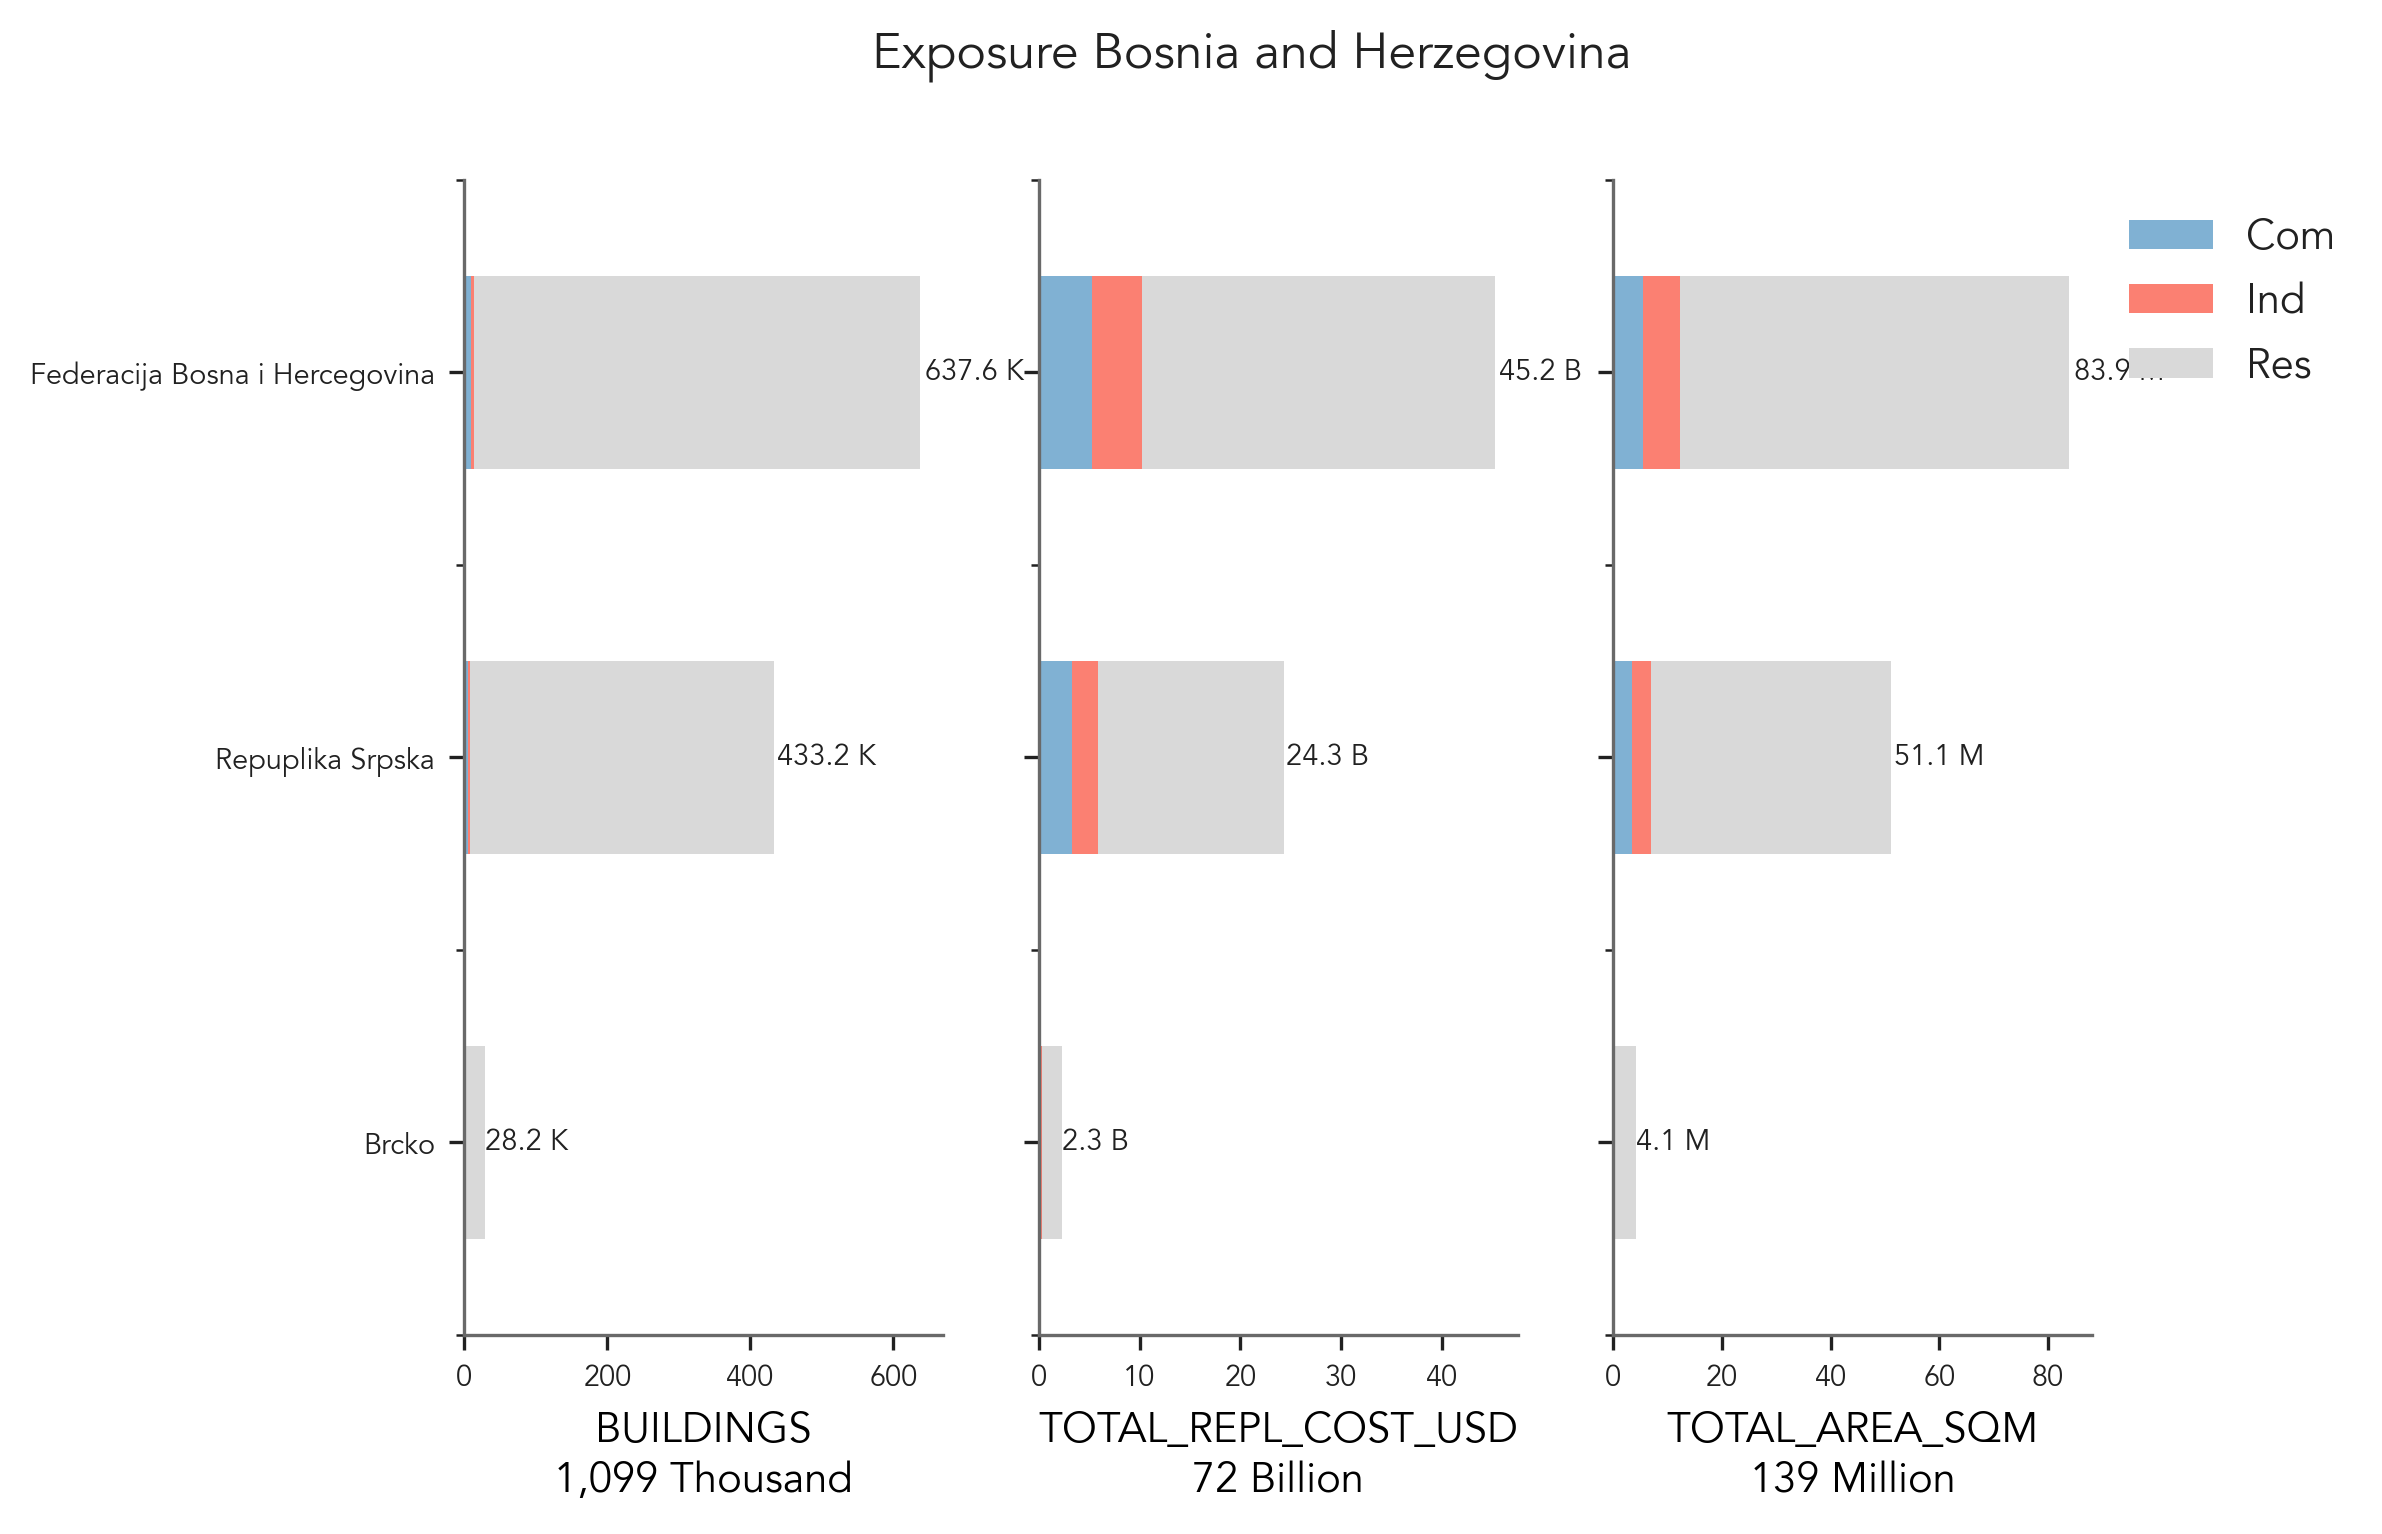 Exposure Bosnia and Herzegovina
Com
Ind
Res
Federacija Bosna i Hercegovina
637.6 K
45.2 B
83.9
Repuplika Srpska
433.2 K
24.3 B
51.1 M
Brcko
28.2 K
2.3 B
4.1 M
0 200 400 600
0 10 20 30 40
0 20 40 60 80
BUILDINGS
1,099 Thousand
TOTAL_REPL_COST_USD
72 Billion
TOTAL_AREA_SQM
139 Million